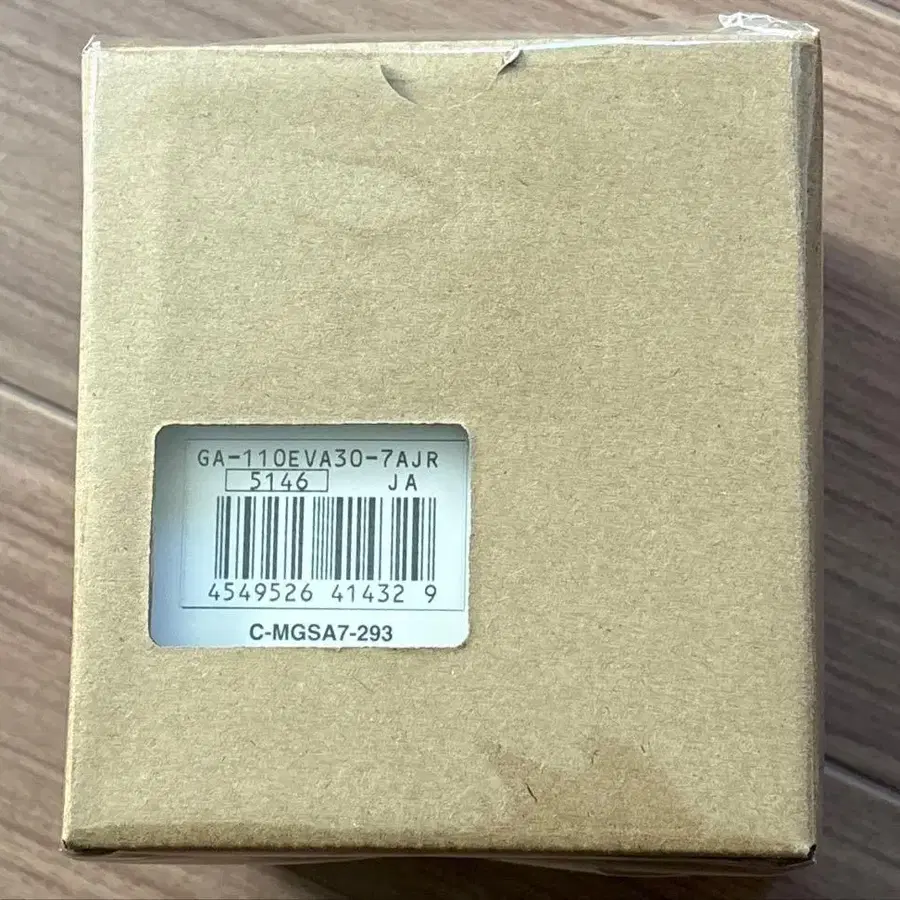 GA-110EVA30-7AJR
5146 JA
4549526 41432 9
C-MGSA7-293